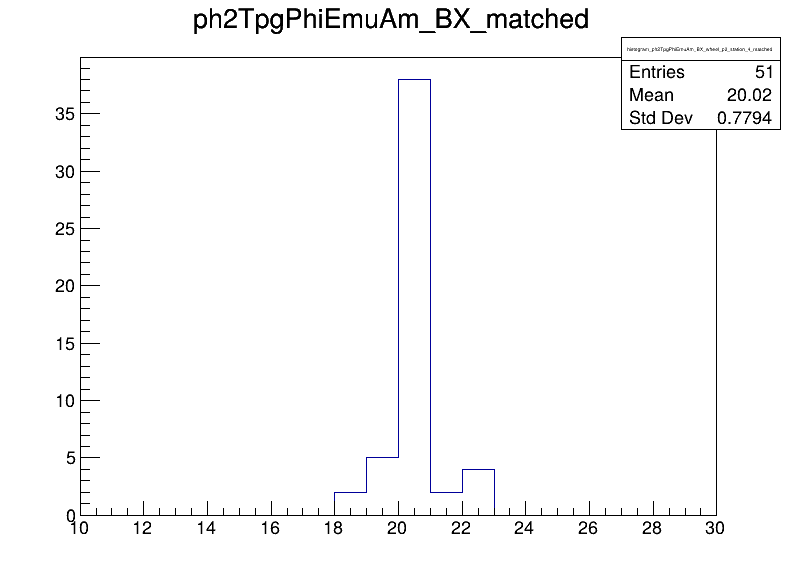 ph2TpgPhiEmuAm_BX_matched
histogram_ph2TpgPhiEmuAm_BX_wheel_p2_station_4_matched
Entries 51
Mean 20.02
Std Dev 0.7794
35
30
25
20
15
10
5
0
10 12 14 16 18 20 22 24 26 28 30